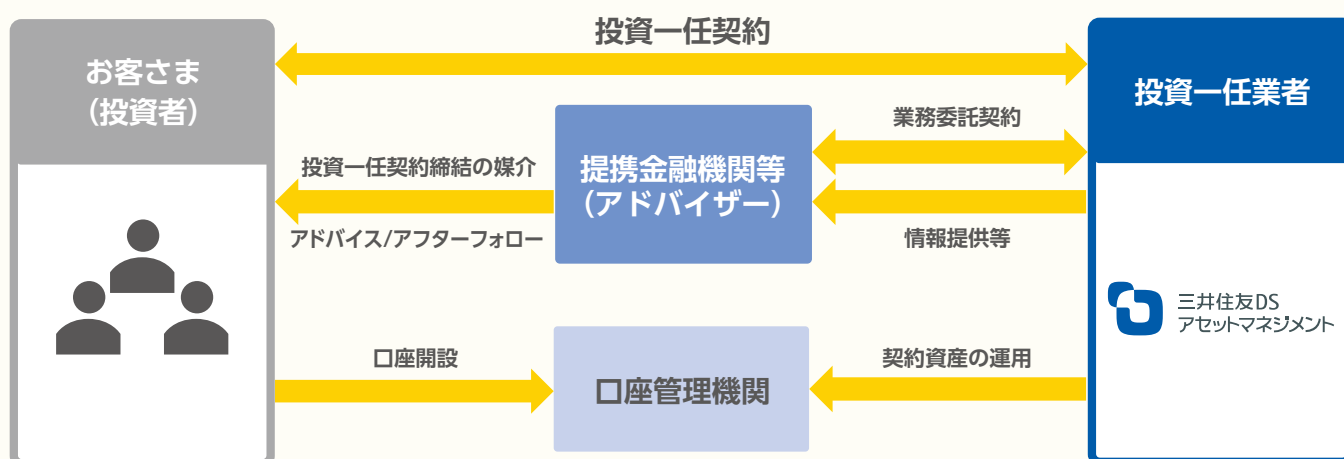 投資一任契約
お客さま
（投資者）
投資一任業者
業務委託契約
提携金融機関等
（アドバイザー）
投資一任契約締結の媒介
アドバイス/アフターフォロー
情報提供等
三井住友DS
アセットマネジメント
口座開設
口座管理機関
契約資産の運用